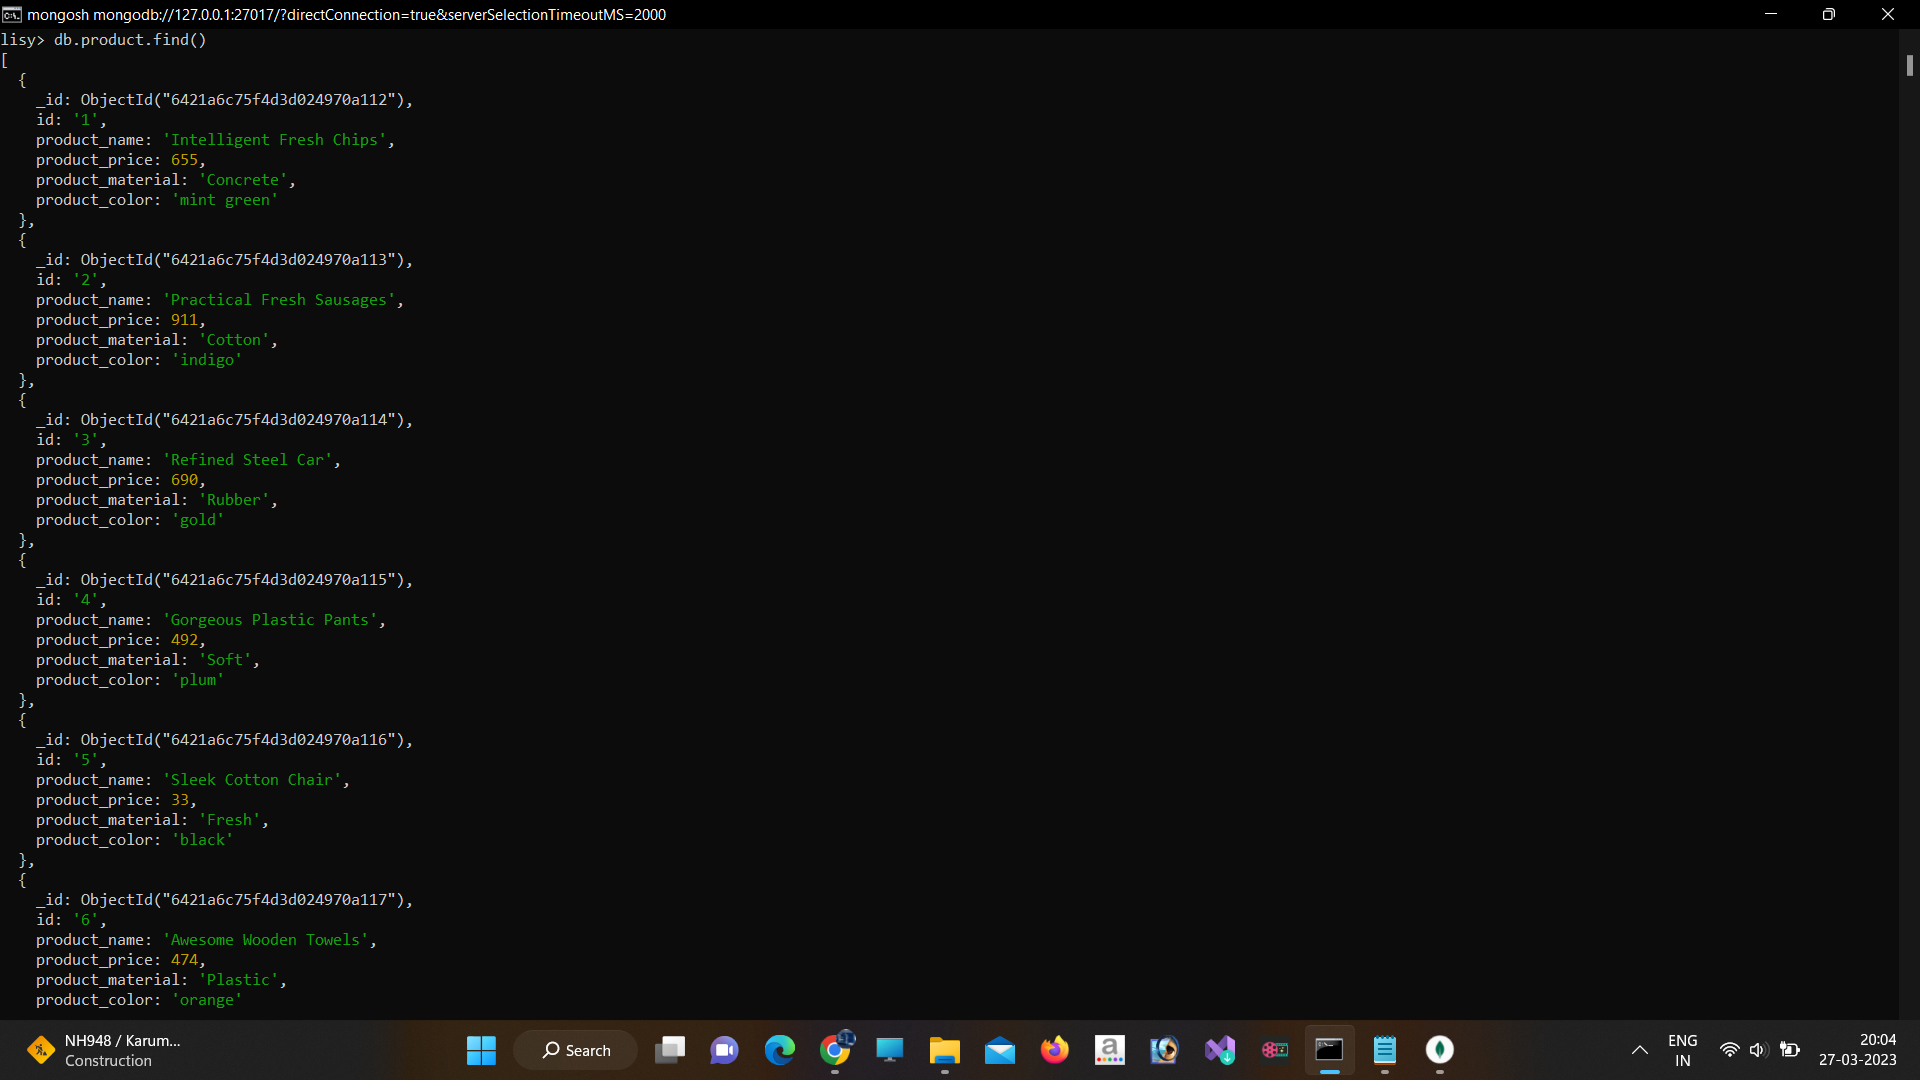 mongosh mongodb://127.0.0.1:27017/?directConnection=true&serverSelectionTimeoutMS=2000
lisy> db.product.find()
[
  {
    _id: ObjectId("6421a6c75f4d3d024970a112"),
    id: '1',
    product_name: 'Intelligent Fresh Chips',
    product_price: 655,
    product_material: 'Concrete',
    product_color: 'mint green'
  },
  {
    _id: ObjectId("6421a6c75f4d3d024970a113"),
    id: '2',
    product_name: 'Practical Fresh Sausages',
    product_price: 911,
    product_material: 'Cotton',
    product_color: 'indigo'
  },
  {
    _id: ObjectId("6421a6c75f4d3d024970a114"),
    id: '3',
    product_name: 'Refined Steel Car',
    product_price: 690,
    product_material: 'Rubber',
    product_color: 'gold'
  },
  {
    _id: ObjectId("6421a6c75f4d3d024970a115"),
    id: '4',
    product_name: 'Gorgeous Plastic Pants',
    product_price: 492,
    product_material: 'Soft',
    product_color: 'plum'
  },
  {
    _id: ObjectId("6421a6c75f4d3d024970a116"),
    id: '5',
    product_name: 'Sleek Cotton Chair',
    product_price: 33,
    product_material: 'Fresh',
    product_color: 'black'
  },
  {
    _id: ObjectId("6421a6c75f4d3d024970a117"),
    id: '6',
    product_name: 'Awesome Wooden Towels',
    product_price: 474,
    product_material: 'Plastic',
    product_color: 'orange'
NH948 / Karum...
Construction
Search
a
ENG
IN
20:04
27-03-2023